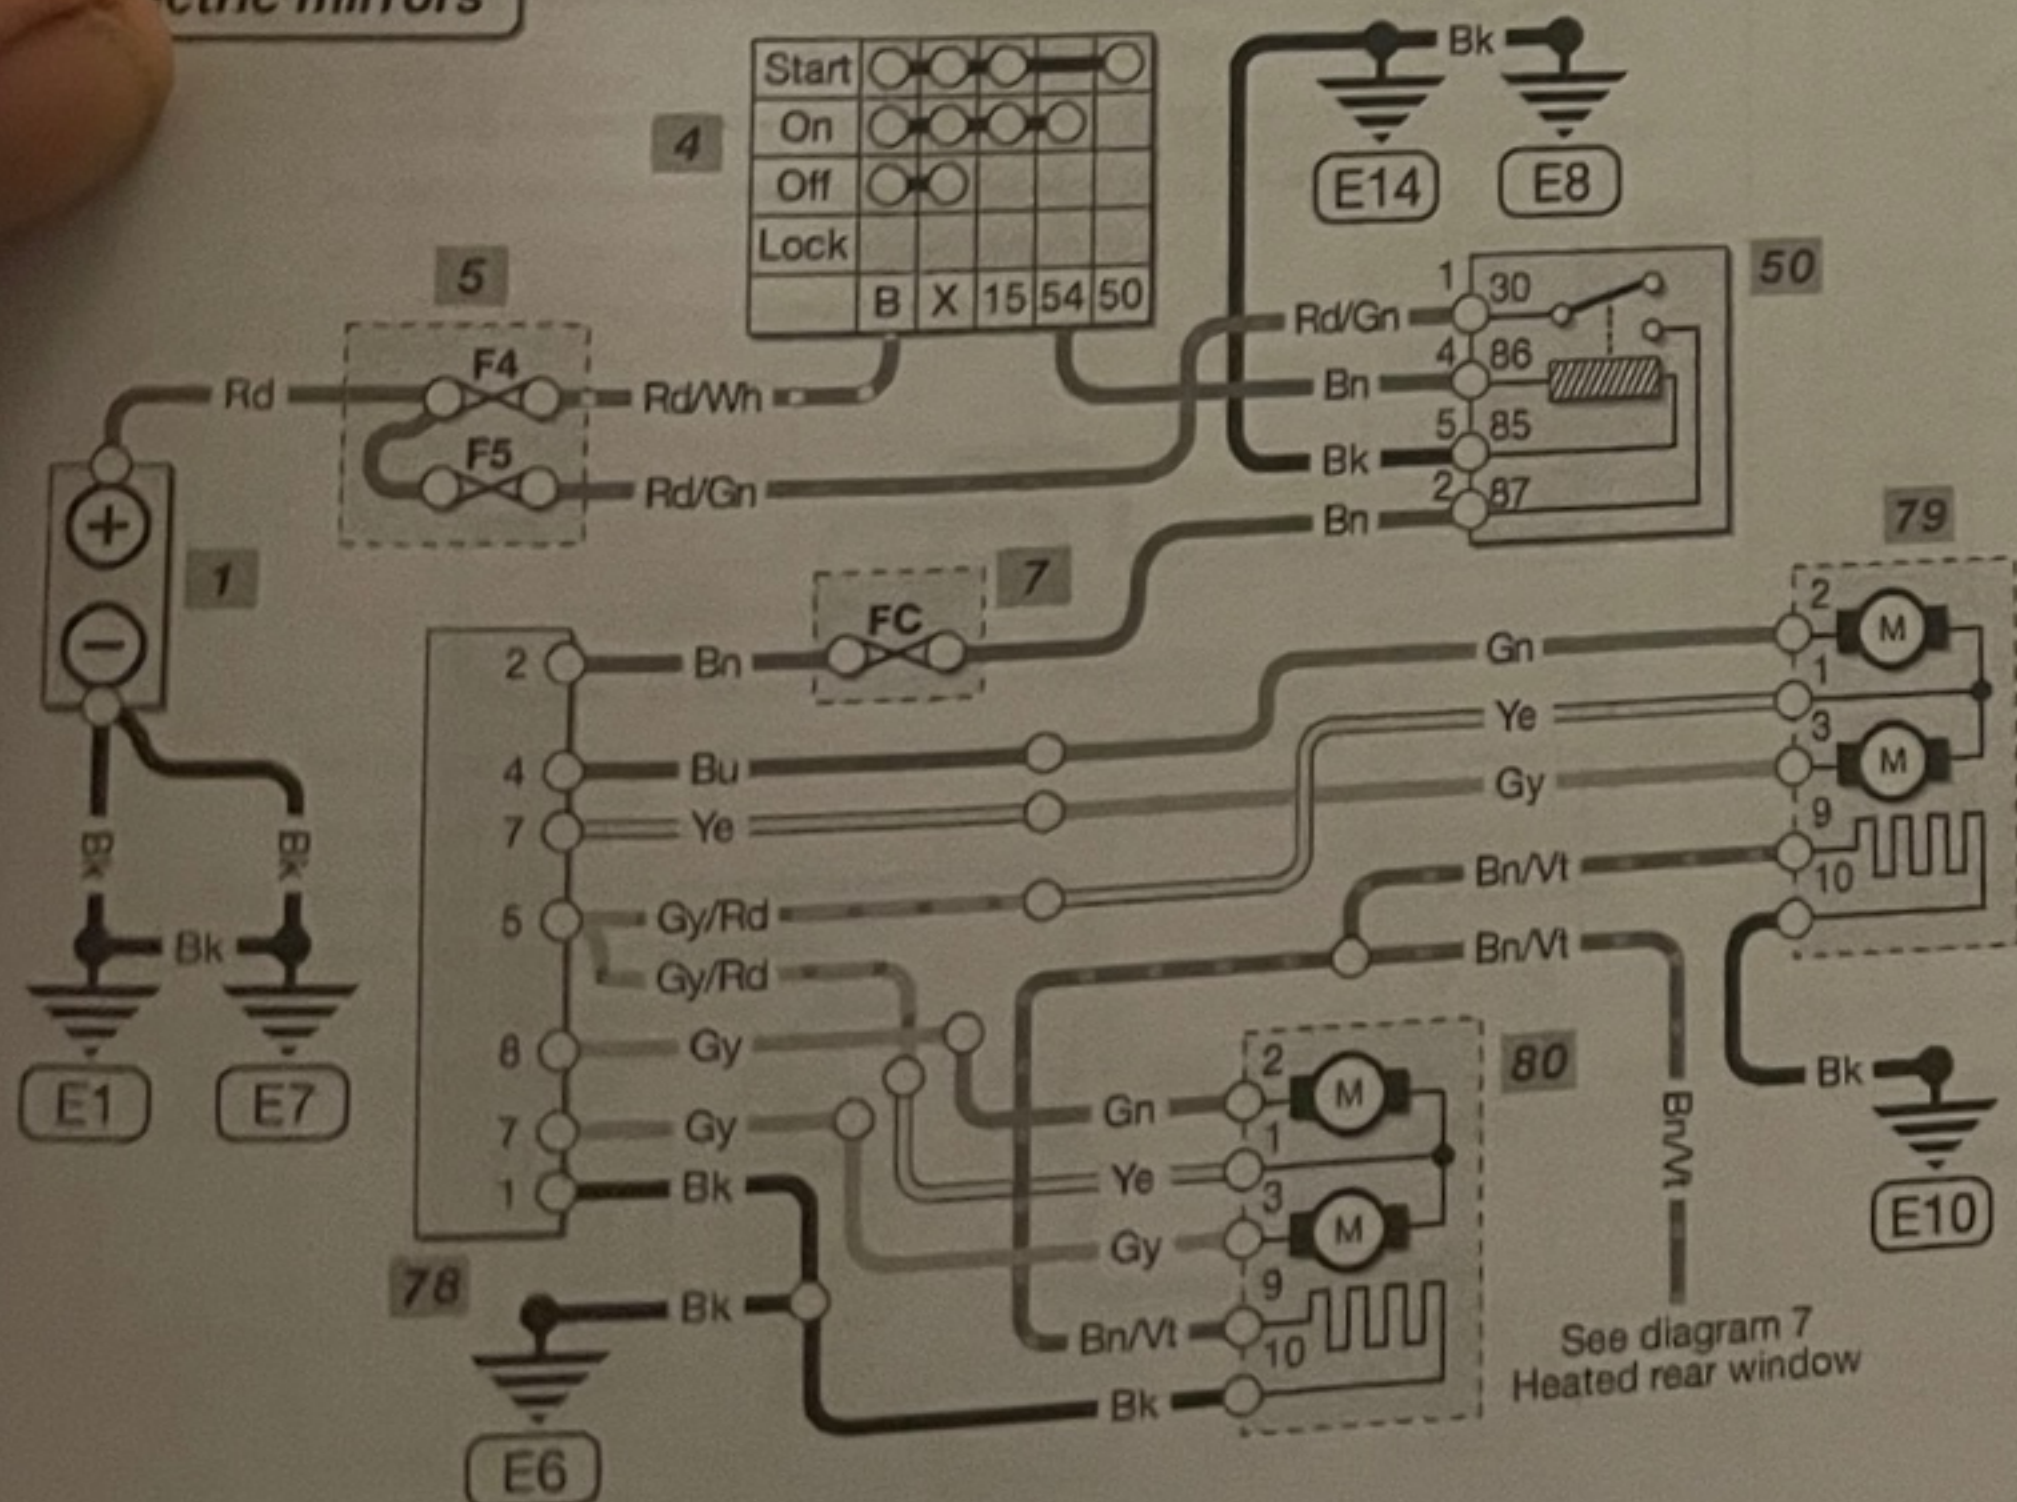 mirrors
Start
On
Off
Lock
B X 15 54 50
4
Bk
E14
E8
5
F4
F5
Rd
Rd/Wh
Rd/Gn
Rd/Gn
Bn
Bk
Bn
1 30
4 86
5 85
2 87
50
+
−
1
Bk
Bk
Bk
E1
E7
FC
7
2 Bn
4 Bu
7 Ye
5 Gy/Rd
Gy/Rd
8 Gy
7 Gy
1 Bk
78
Bk
E6
Gn
Ye
Gy
Bn/Vt
Bn/Vt
Bn/Vt
79
2
M
1
3
M
9
10
Bk
E10
80
Gn
Ye
Gy
Bn/Vt
Bk
2
M
1
3
M
9
10
See diagram 7
Heated rear window